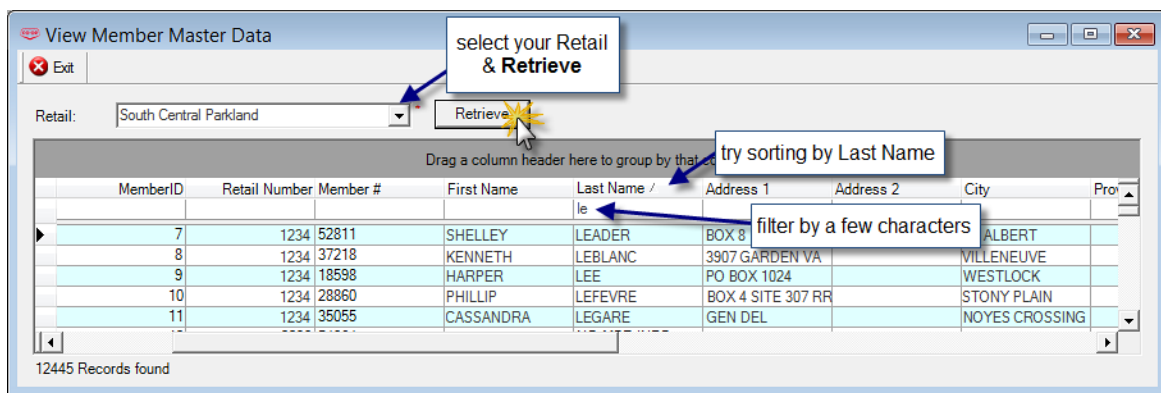 View Member Master Data
select your Retail
& Retrieve
Exit
Retail: South Central Parkland * Retrieve
Drag a column header here to group by that
try sorting by Last Name
MemberID Retail Number Member # First Name Last Name / Address 1 Address 2 City
le
filter by a few characters
7 1234 52811 SHELLEY LEADER BOX 8 ALBERT
8 1234 37218 KENNETH LEBLANC 3907 GARDEN VA VILLENEUVE
9 1234 18598 HARPER LEE PO BOX 1024 WESTLOCK
10 1234 28860 PHILLIP LEFEVRE BOX 4 SITE 307 RR STONY PLAIN
11 1234 35055 CASSANDRA LEGARE GEN DEL NOYES CROSSING
12445 Records found